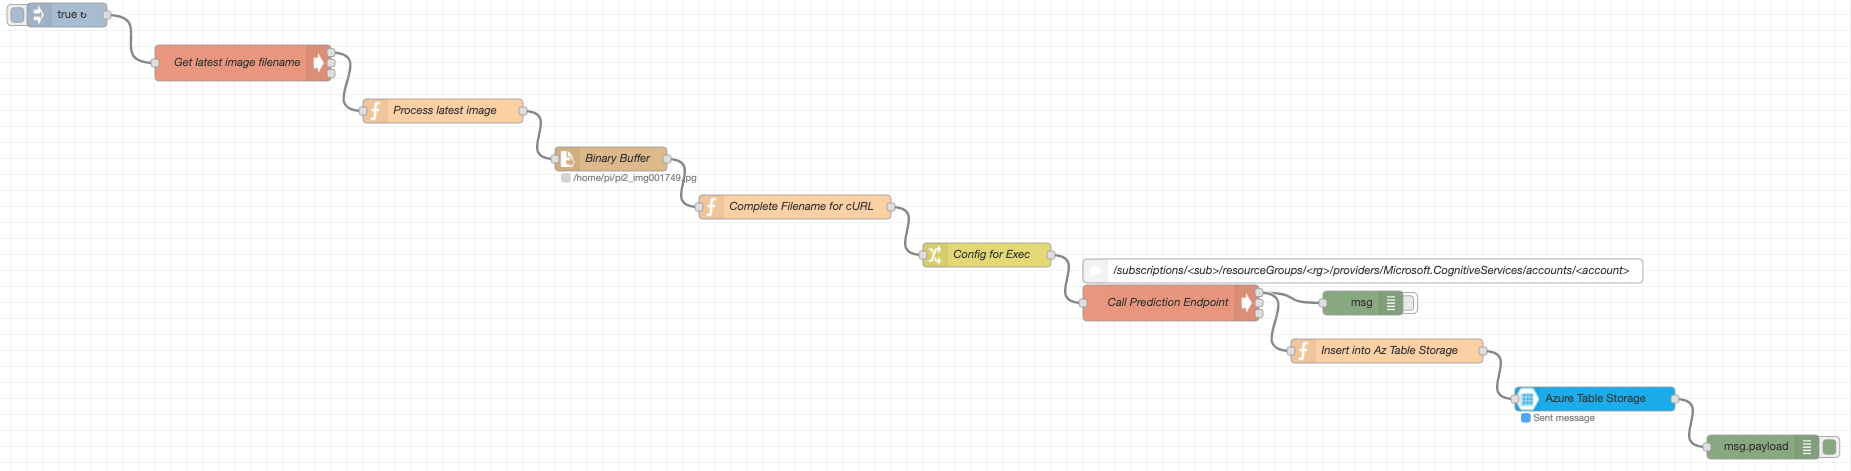 true ↻
Get latest image filename
Process latest image
Binary Buffer
/home/pi/pi2_img001749.jpg
Complete Filename for cURL
Config for Exec
/subscriptions/<sub>/resourceGroups/<rg>/providers/Microsoft.CognitiveServices/accounts/<account>
Call Prediction Endpoint
msg
Insert into Az Table Storage
Azure Table Storage
Sent message
msg.payload